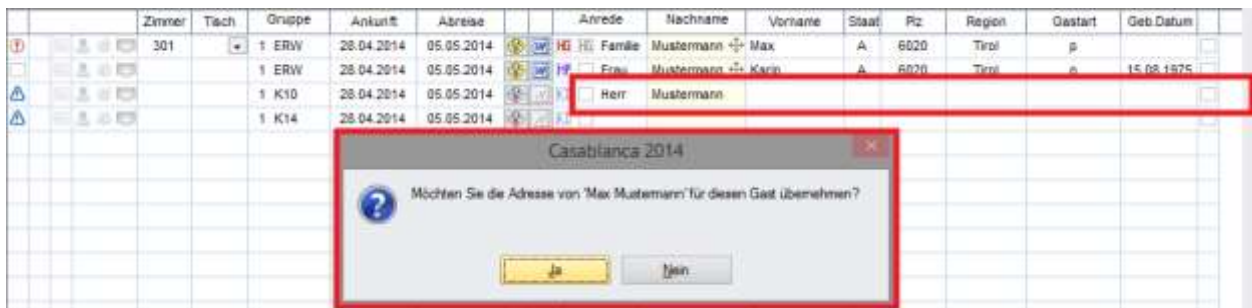 Zimmer Tisch Gruppe Ankunft Abreise Anrede Nachname Vorname Staat Plz Region Gastart Geb.Datum
301 1 ERW 28.04.2014 05.05.2014 HG HG Familie Mustermann Max A 6020 Tirol p
1 ERW 28.04.2014 05.05.2014 Frau Mustermann Karin A 6020 Tirol p 15.08.1975
1 K10 28.04.2014 05.05.2014 Herr Mustermann
1 K14 28.04.2014 05.05.2014
Casablanca 2014
Möchten Sie die Adresse von 'Max Mustermann' für diesen Gast übernehmen?
Ja Nein